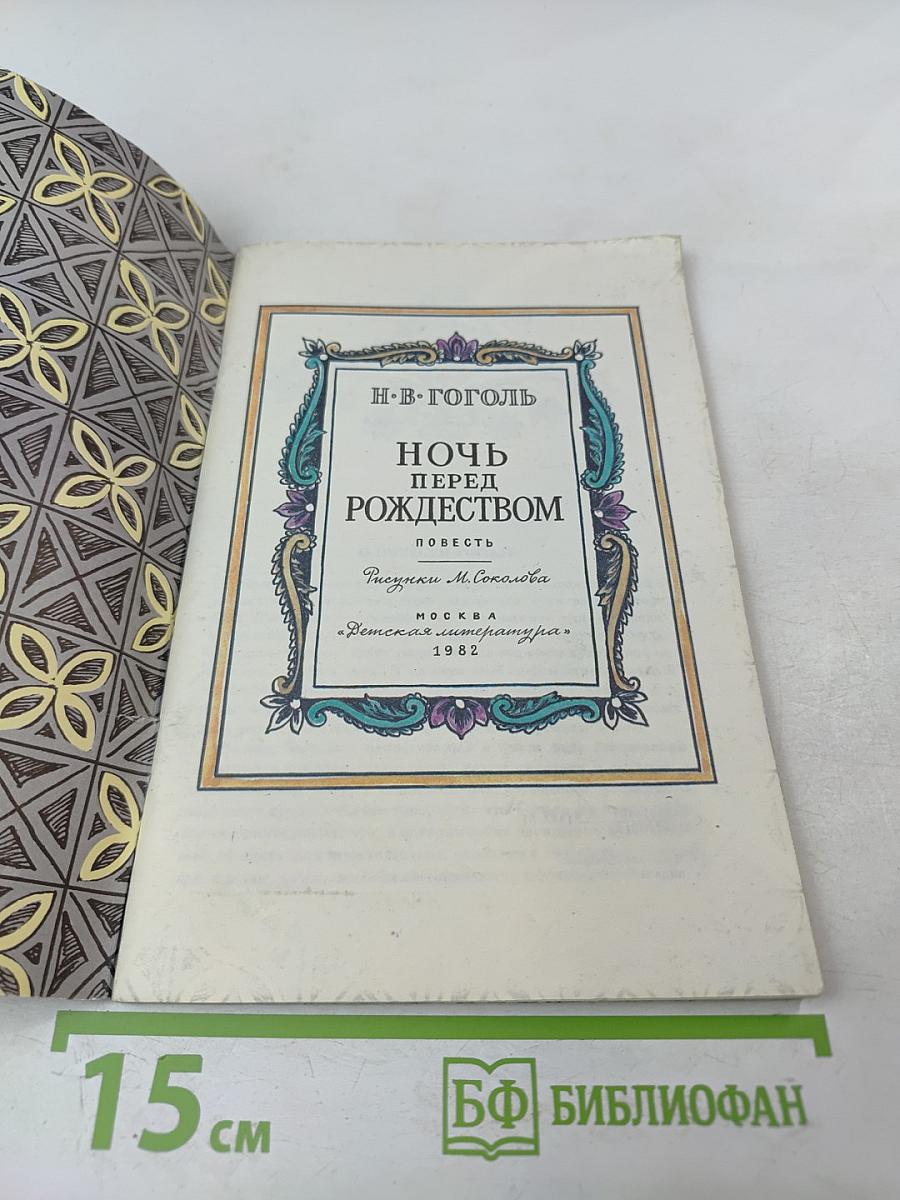 Н·В·ГОГОЛЬ
НОЧЬ
ПЕРЕД
РОЖДЕСТВОМ
ПОВЕСТЬ
Рисунки М. Соколова
МОСКВА
«Детская литература»
1982
15 см
БФ БИБЛИОФАН